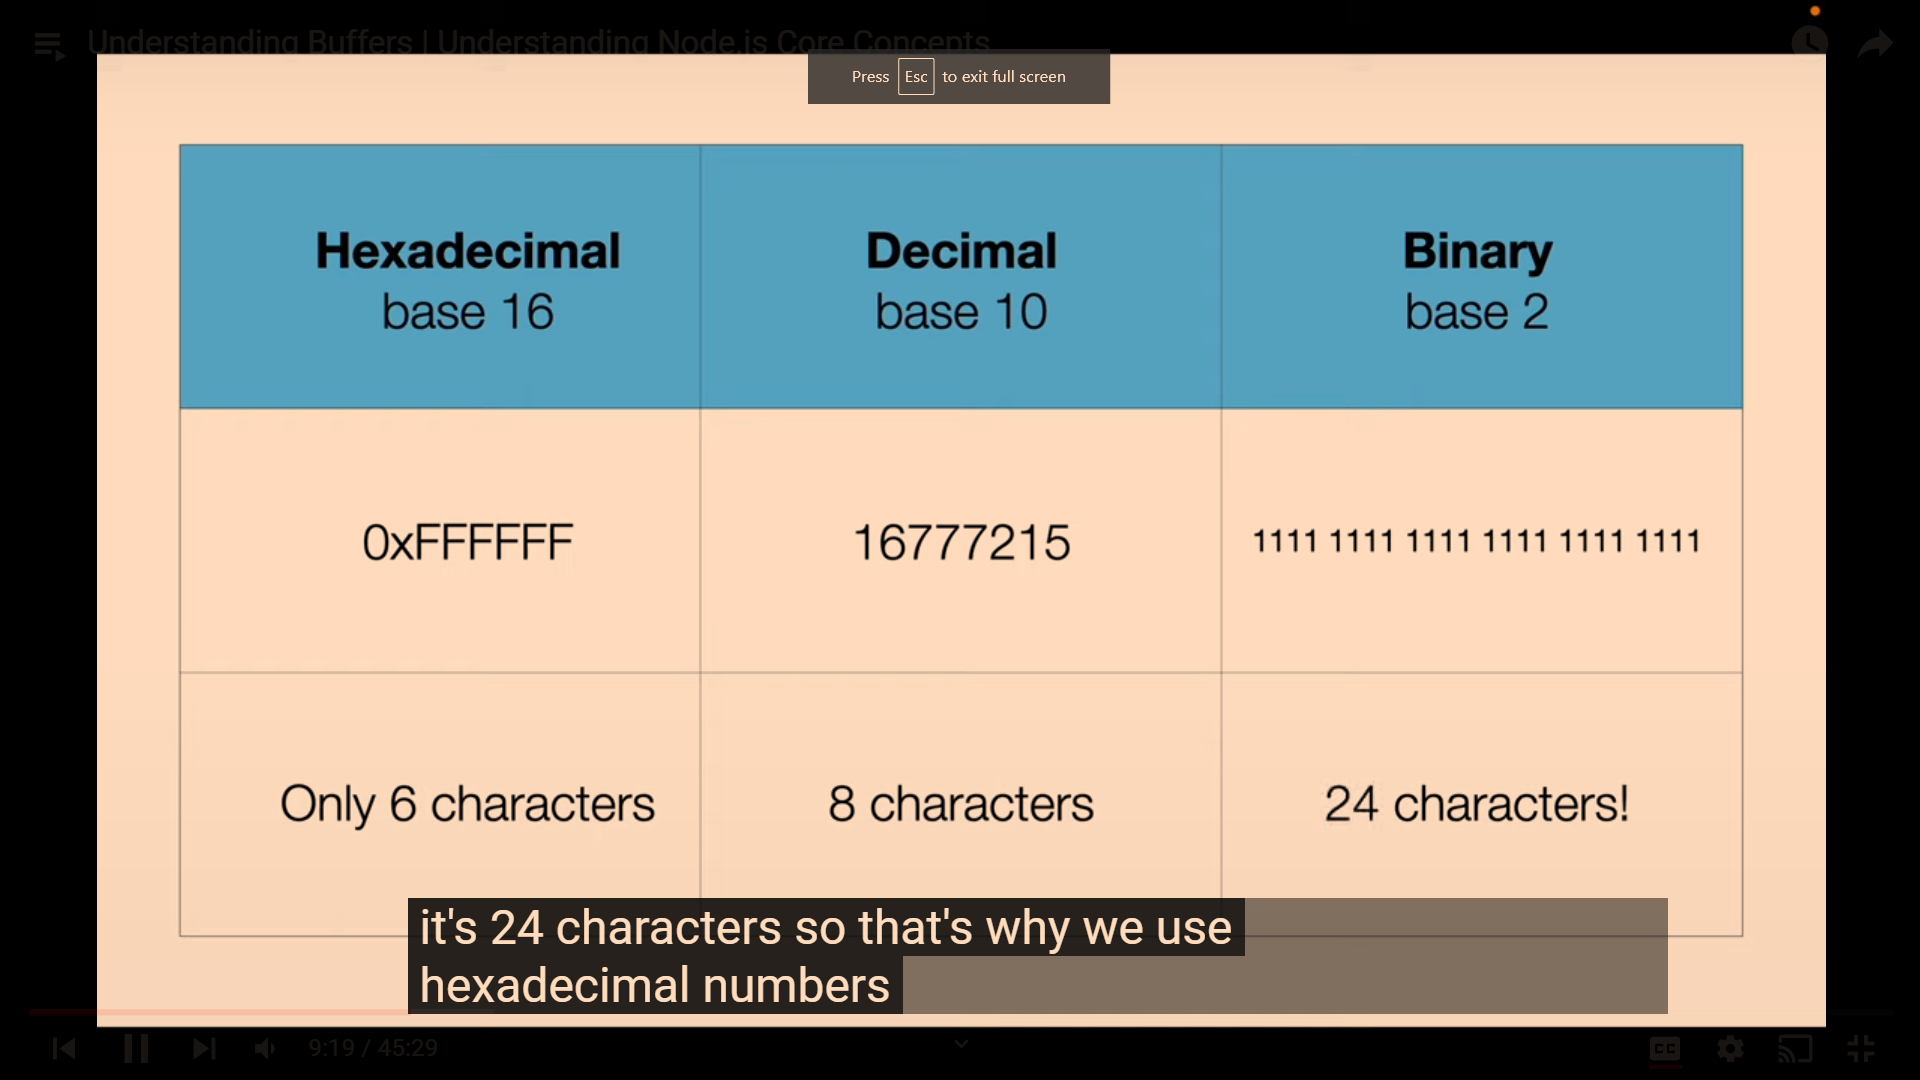 Understanding Buffers | Understanding Node.js Core Concepts
Press Esc to exit full screen
Hexadecimal
base 16
Decimal
base 10
Binary
base 2
0xFFFFFF
16777215
1111 1111 1111 1111 1111 1111
Only 6 characters
8 characters
24 characters!
it's 24 characters so that's why we use
hexadecimal numbers
9:19 / 45:29
CC